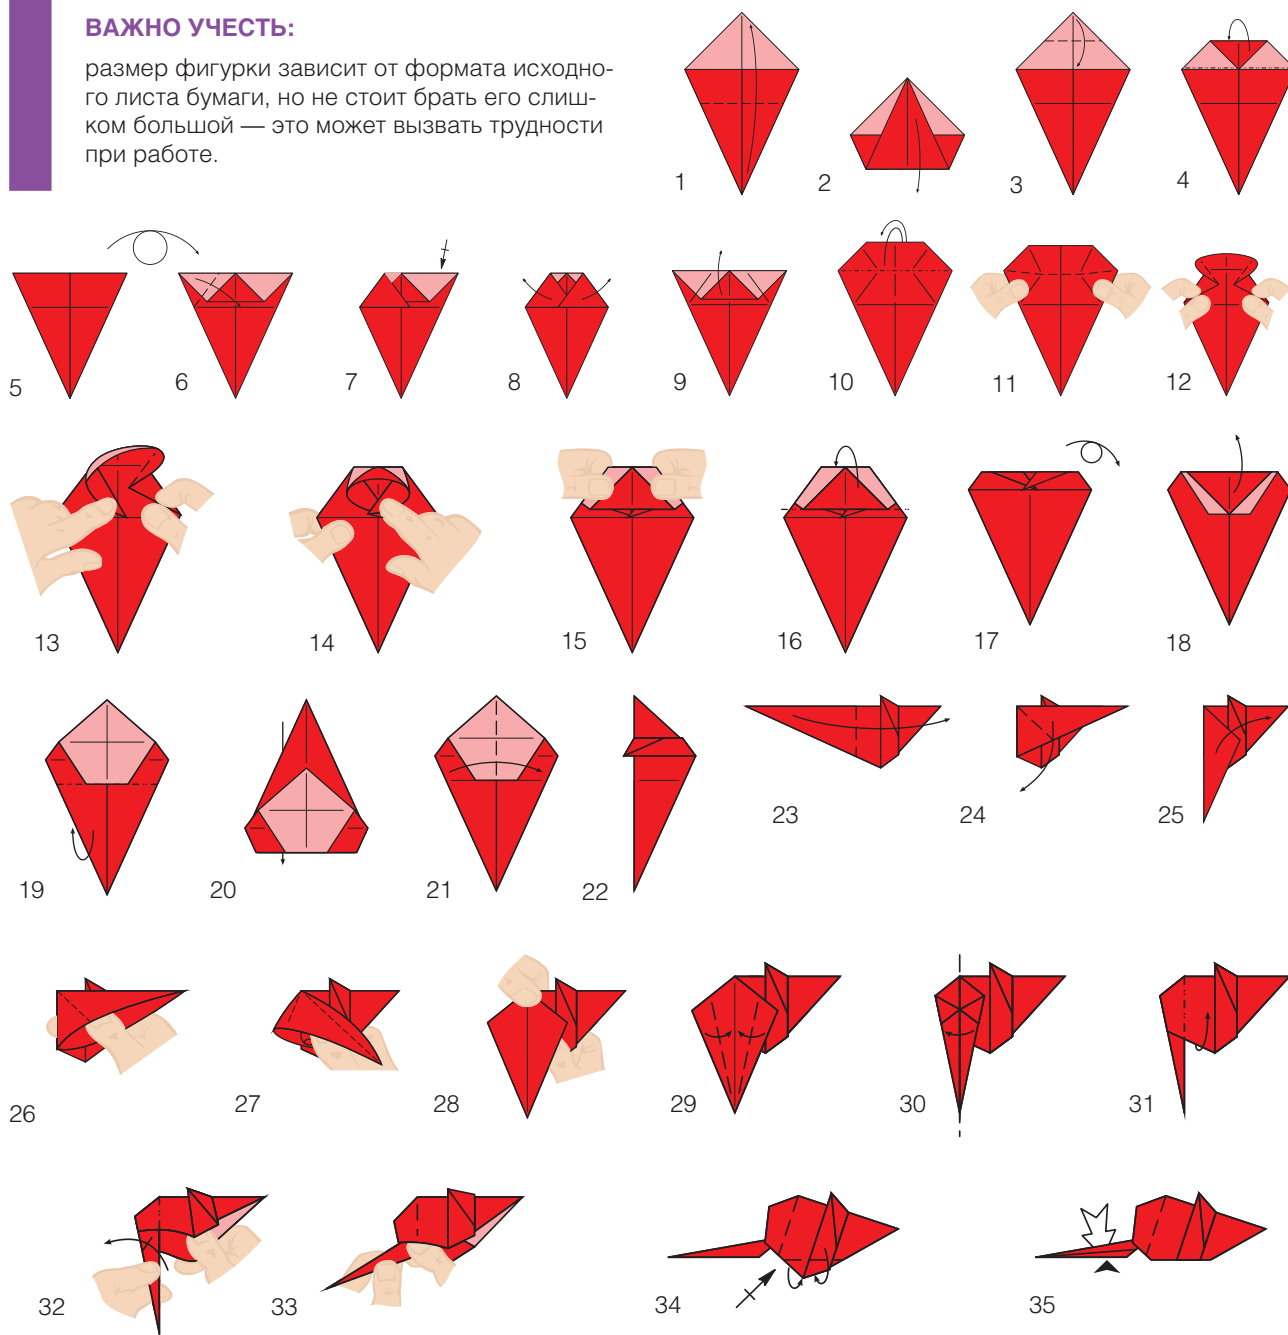 ВАЖНО УЧЕСТЬ:
размер фигурки зависит от формата исходно-
го листа бумаги, но не стоит брать его слиш-
ком большой — это может вызвать трудности
при работе.
1 2 3 4
5 6 7 8 9 10 11 12
13 14 15 16 17 18
19 20 21 22 23 24 25
26 27 28 29 30 31
32 33 34 35